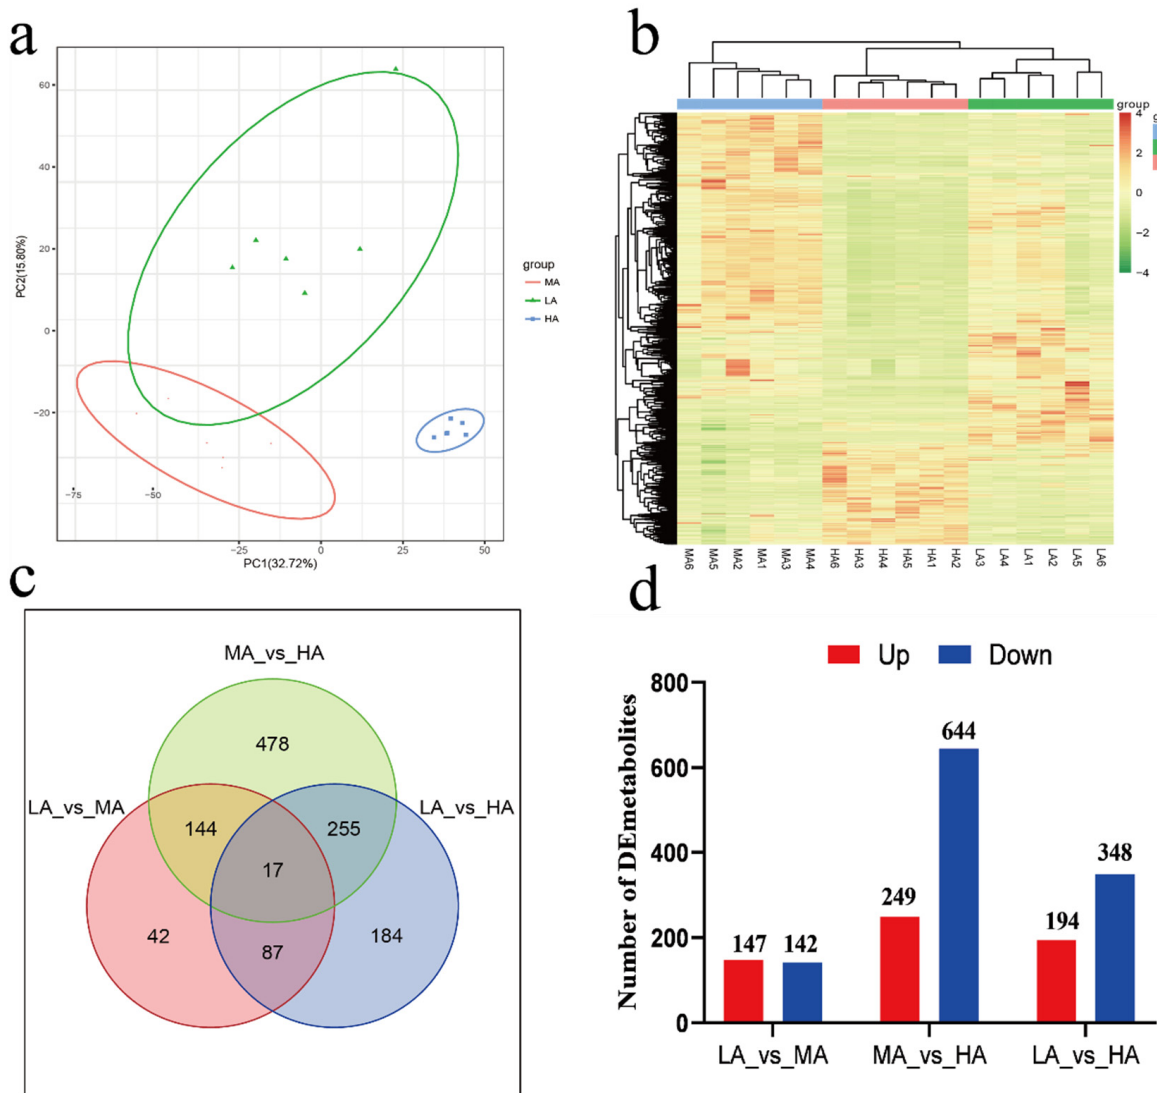 a
60
40
20
0
−20
−75
−50
−25
0
25
50
PC2(15.80%)
PC1(32.72%)
group
MA
LA
HA
b
group
4
2
0
−2
−4
g
MA6
MA5
MA2
MA1
MA3
MA4
HA6
HA3
HA4
HA5
HA1
HA2
LA3
LA4
LA1
LA2
LA5
LA6
c
MA_vs_HA
478
LA_vs_MA
LA_vs_HA
144
255
17
42
87
184
d
Up
Down
Number of DEmetabolites
800
600
400
200
0
147
142
249
644
194
348
LA_vs_MA
MA_vs_HA
LA_vs_HA